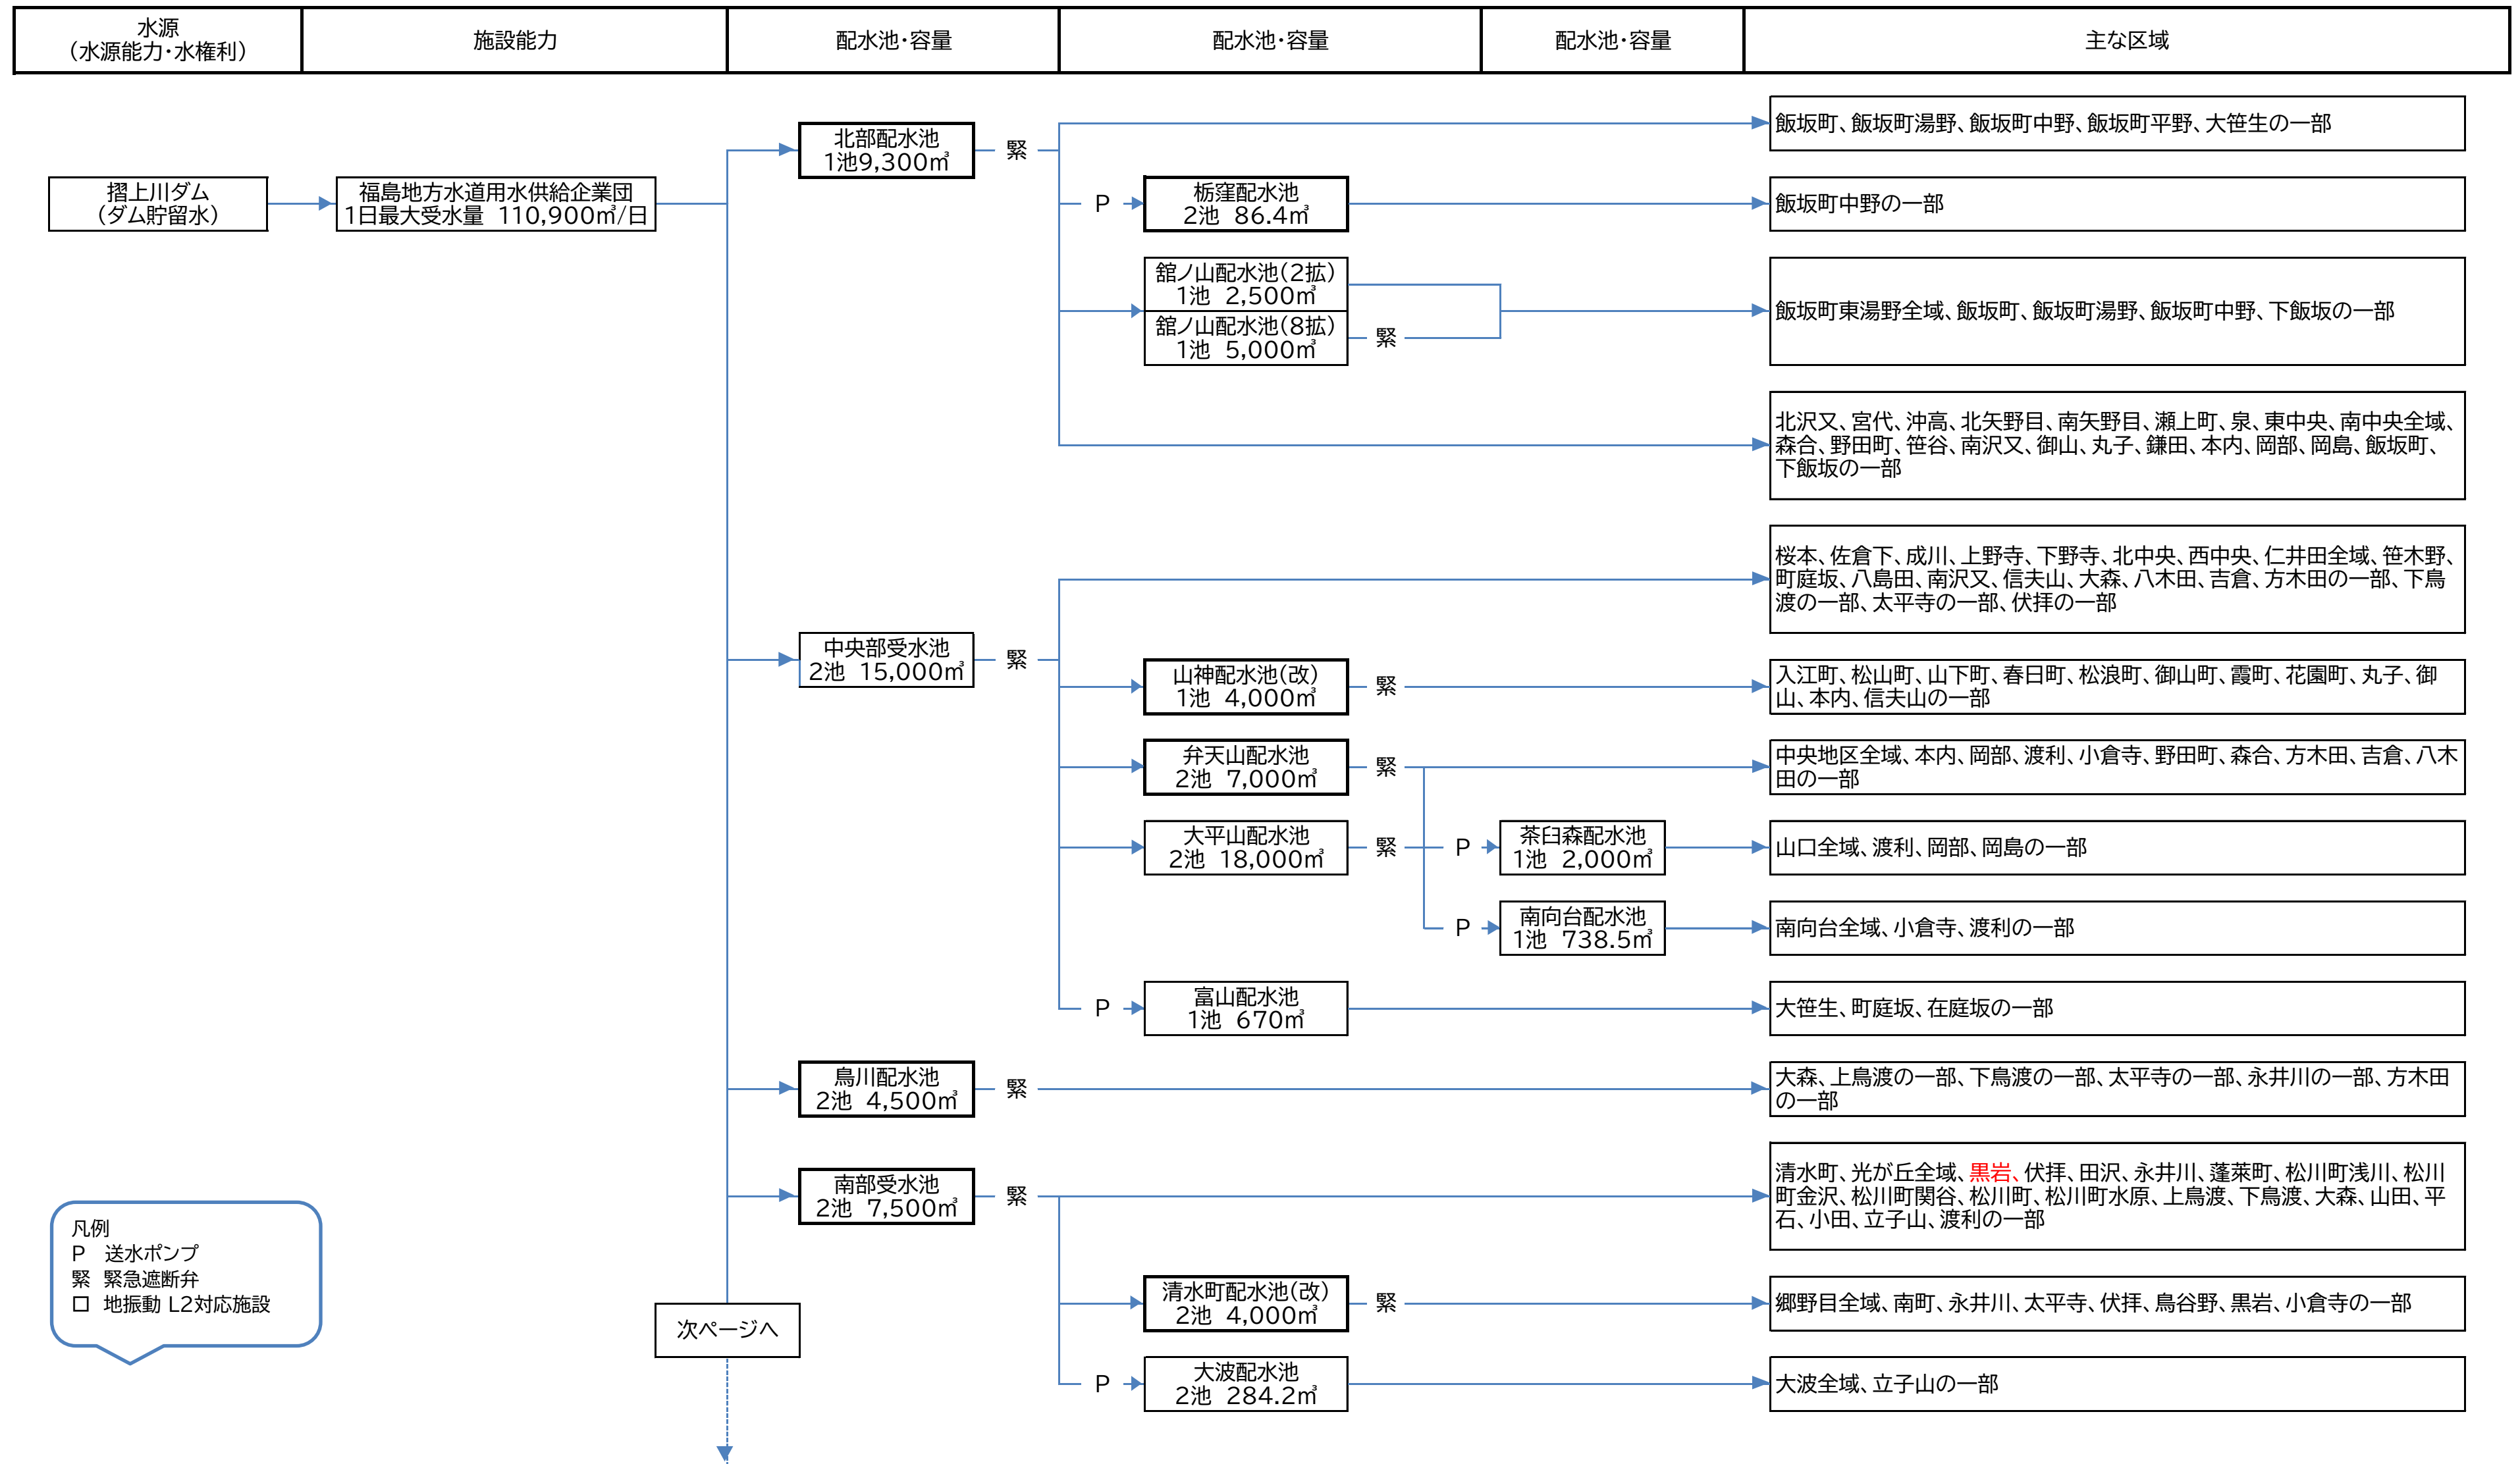 水源
（水源能力・水権利）
施設能力
配水池・容量
配水池・容量
配水池・容量
主な区域
摺上川ダム
（ダム貯留水）
福島地方水道用水供給企業団
1日最大受水量 110,900㎥/日
北部配水池
1池9,300㎥
緊
飯坂町、飯坂町湯野、飯坂町中野、飯坂町平野、大笹生の一部
P
栃窪配水池
2池 86.4㎥
飯坂町中野の一部
舘ノ山配水池（2拡）
1池 2,500㎥
舘ノ山配水池（8拡）
1池 5,000㎥
緊
飯坂町東湯野全域、飯坂町、飯坂町湯野、飯坂町中野、下飯坂の一部
北沢又、宮代、沖高、北矢野目、南矢野目、瀬上町、泉、東中央、南中央全域、
森合、野田町、笹谷、南沢又、御山、丸子、鎌田、本内、岡部、岡島、飯坂町、
下飯坂の一部
中央部受水池
2池 15,000㎥
緊
桜本、佐倉下、成川、上野寺、下野寺、北中央、西中央、仁井田全域、笹木野、
町庭坂、八島田、南沢又、信夫山、大森、八木田、吉倉、方木田の一部、下鳥
渡の一部、太平寺の一部、伏拝の一部
山神配水池（改）
1池 4,000㎥
緊
入江町、松山町、山下町、春日町、松浪町、御山町、霞町、花園町、丸子、御
山、本内、信夫山の一部
弁天山配水池
2池 7,000㎥
緊
中央地区全域、本内、岡部、渡利、小倉寺、野田町、森合、方木田、吉倉、八木
田の一部
大平山配水池
2池 18,000㎥
緊
P
茶臼森配水池
1池 2,000㎥
山口全域、渡利、岡部、岡島の一部
P
南向台配水池
1池 738.5㎥
南向台全域、小倉寺、渡利の一部
P
富山配水池
1池 670㎥
大笹生、町庭坂、在庭坂の一部
鳥川配水池
2池 4,500㎥
緊
大森、上鳥渡の一部、下鳥渡の一部、太平寺の一部、永井川の一部、方木田
の一部
南部受水池
2池 7,500㎥
緊
清水町、光が丘全域、黒岩、伏拝、田沢、永井川、蓬萊町、松川町浅川、松川
町金沢、松川町関谷、松川町、松川町水原、上鳥渡、下鳥渡、大森、山田、平
石、小田、立子山、渡利の一部
清水町配水池（改）
2池 4,000㎥
緊
郷野目全域、南町、永井川、太平寺、伏拝、鳥谷野、黒岩、小倉寺の一部
P
大波配水池
2池 284.2㎥
大波全域、立子山の一部
次ページへ
凡例
P 送水ポンプ
緊 緊急遮断弁
□ 地振動 L2対応施設